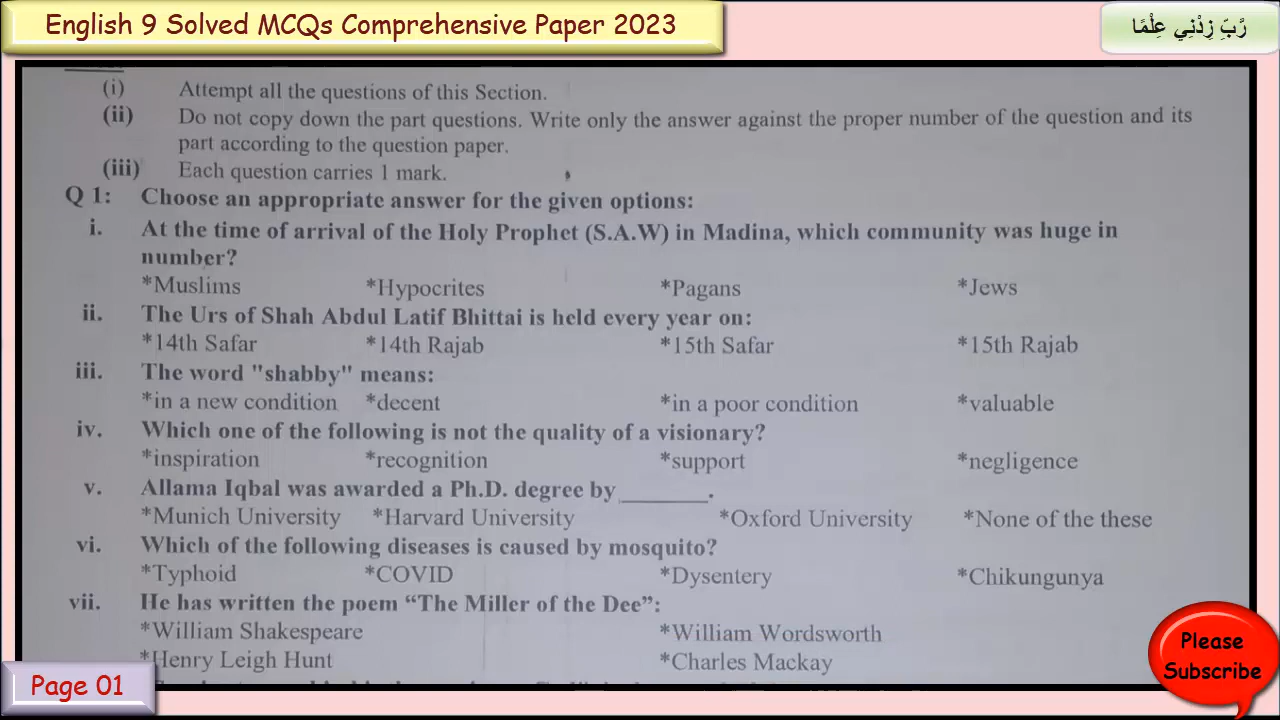 English 9 Solved MCQs Comprehensive Paper 2023
رَّبِّ زِدْنِي عِلْمًا
(i) Attempt all the questions of this Section.
(ii) Do not copy down the part questions. Write only the answer against the proper number of the question and its
part according to the question paper.
(iii) Each question carries 1 mark.
Q 1: Choose an appropriate answer for the given options:
i. At the time of arrival of the Holy Prophet (S.A.W) in Madina, which community was huge in
number?
*Muslims *Hypocrites *Pagans *Jews
ii. The Urs of Shah Abdul Latif Bhittai is held every year on:
*14th Safar *14th Rajab *15th Safar *15th Rajab
iii. The word "shabby" means:
*in a new condition *decent *in a poor condition *valuable
iv. Which one of the following is not the quality of a visionary?
*inspiration *recognition *support *negligence
v. Allama Iqbal was awarded a Ph.D. degree by ________.
*Munich University *Harvard University *Oxford University *None of the these
vi. Which of the following diseases is caused by mosquito?
*Typhoid *COVID *Dysentery *Chikungunya
vii. He has written the poem “The Miller of the Dee”:
*William Shakespeare *William Wordsworth
*Henry Leigh Hunt *Charles Mackay
Page 01
Please
Subscribe